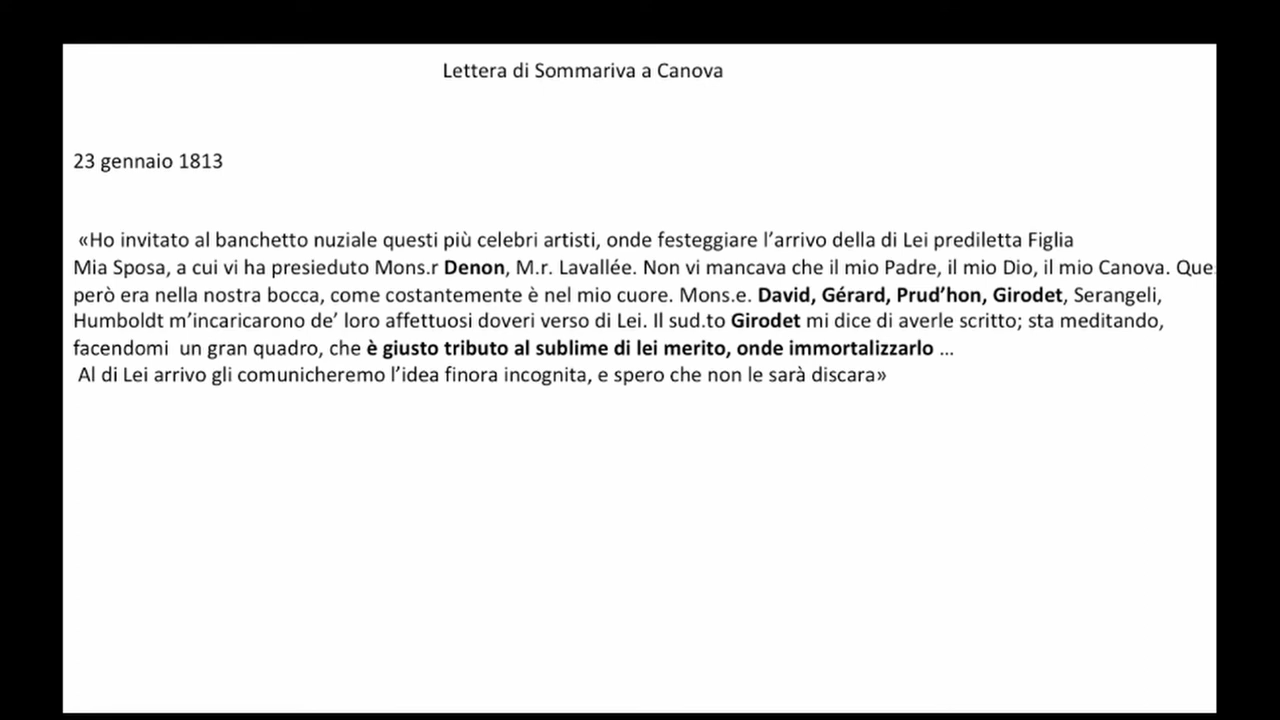 Lettera di Sommariva a Canova
23 gennaio 1813
«Ho invitato al banchetto nuziale questi più celebri artisti, onde festeggiare l’arrivo della di Lei prediletta Figlia
Mia Sposa, a cui vi ha presieduto Mons.r Denon, M.r. Lavallée. Non vi mancava che il mio Padre, il mio Dio, il mio Canova.
però era nella nostra bocca, come costantemente è nel mio cuore. Mons.e. David, Gérard, Prud’hon, Girodet, Serangeli,
Humboldt m’incaricarono de’ loro affettuosi doveri verso di Lei. Il sud.to Girodet mi dice di averle scritto; sta meditando,
facendomi  un gran quadro, che è giusto tributo al sublime di lei merito, onde immortalizzarlo ...
Al di Lei arrivo gli comunicheremo l’idea finora incognita, e spero che non le sarà discara»